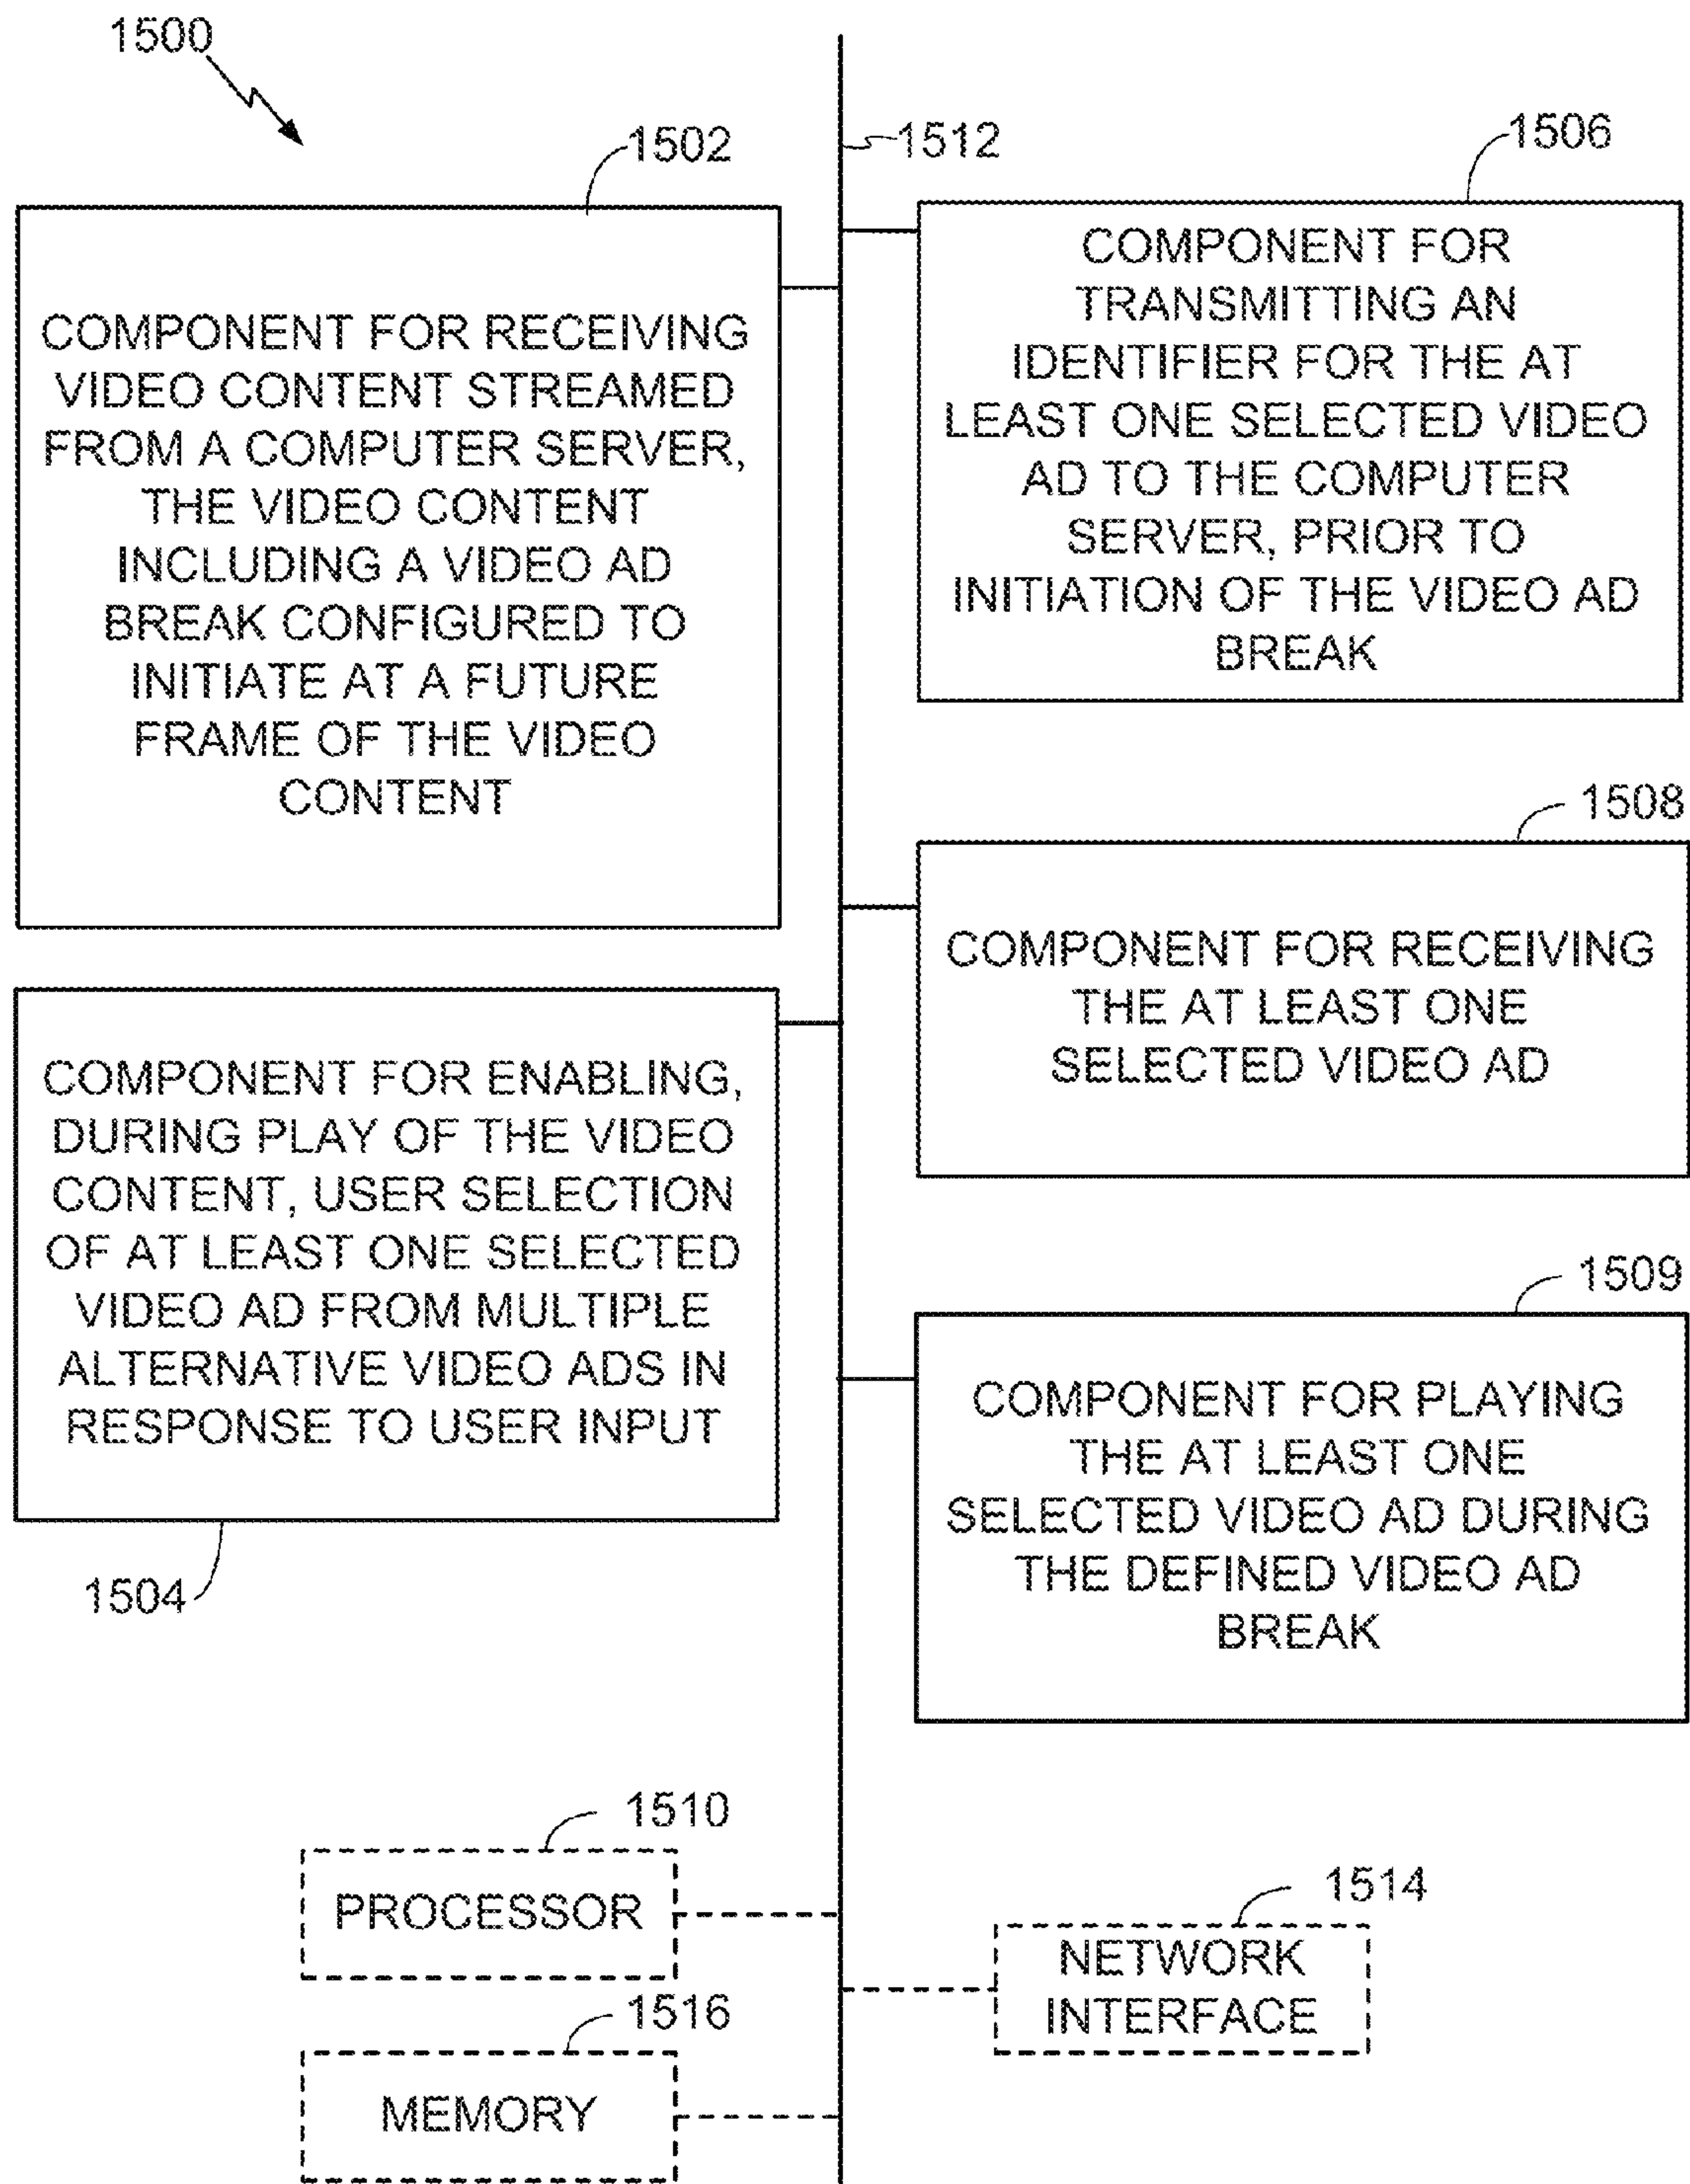 1500
1502
1512
1506
COMPONENT FOR RECEIVING
VIDEO CONTENT STREAMED
FROM A COMPUTER SERVER,
THE VIDEO CONTENT
INCLUDING A VIDEO AD
BREAK CONFIGURED TO
INITIATE AT A FUTURE
FRAME OF THE VIDEO
CONTENT
COMPONENT FOR
TRANSMITTING AN
IDENTIFIER FOR THE AT
LEAST ONE SELECTED VIDEO
AD TO THE COMPUTER
SERVER, PRIOR TO
INITIATION OF THE VIDEO AD
BREAK
1508
COMPONENT FOR RECEIVING
THE AT LEAST ONE
SELECTED VIDEO AD
COMPONENT FOR ENABLING,
DURING PLAY OF THE VIDEO
CONTENT, USER SELECTION
OF AT LEAST ONE SELECTED
VIDEO AD FROM MULTIPLE
ALTERNATIVE VIDEO ADS IN
RESPONSE TO USER INPUT
1504
1509
COMPONENT FOR PLAYING
THE AT LEAST ONE
SELECTED VIDEO AD DURING
THE DEFINED VIDEO AD
BREAK
1510
PROCESSOR
1514
NETWORK
INTERFACE
1516
MEMORY